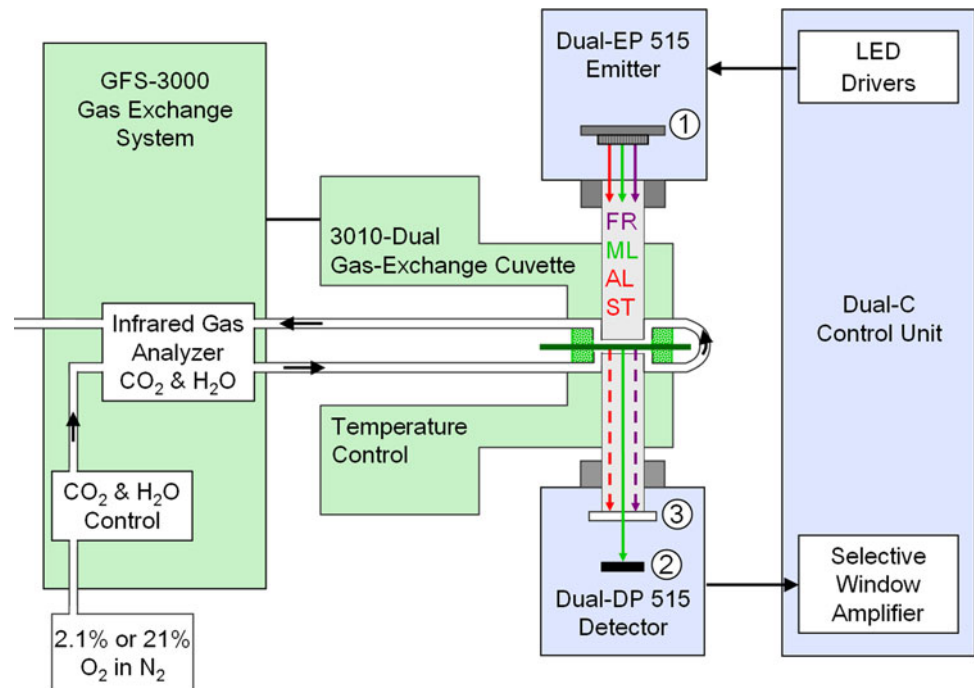 GFS-3000
Gas Exchange
System
Dual-EP 515
Emitter
①
LED
Drivers
3010-Dual
Gas-Exchange Cuvette
FR
ML
AL
ST
Infrared Gas
Analyzer
CO₂ & H₂O
Dual-C
Control Unit
Temperature
Control
CO₂ & H₂O
Control
③
②
Dual-DP 515
Detector
Selective
Window
Amplifier
2.1% or 21%
O₂ in N₂